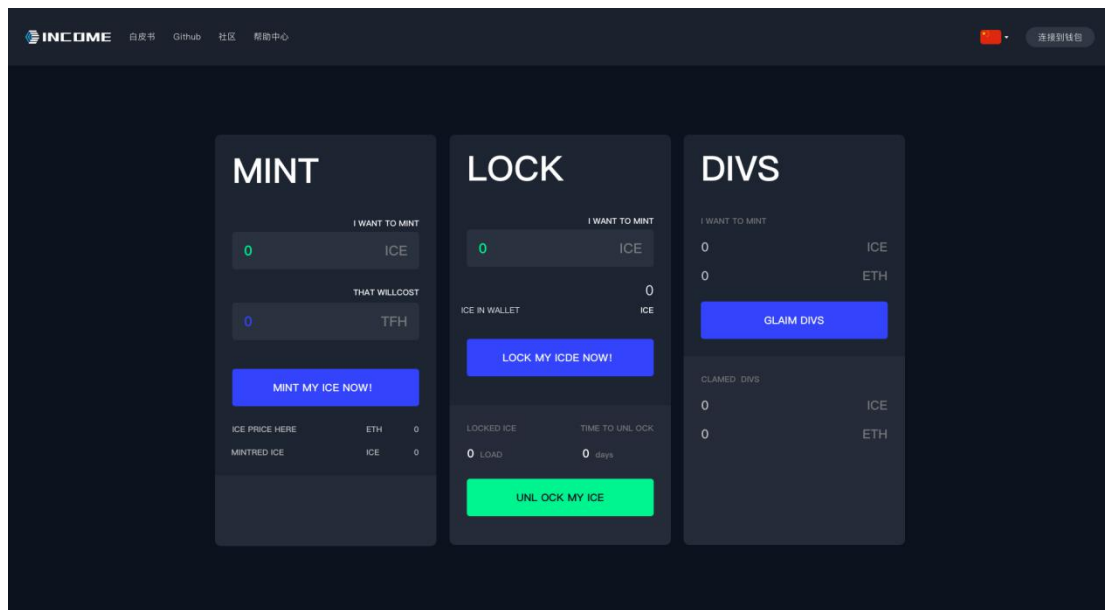 INCOME 白皮书 Github 社区 帮助中心 连接到钱包
MINT
I WANT TO MINT
0 ICE
THAT WILLCOST
0 TFH
MINT MY ICE NOW!
ICE PRICE HERE ETH 0
MINTRED ICE ICE 0
LOCK
I WANT TO MINT
0 ICE
0
ICE IN WALLET ICE
LOCK MY ICDE NOW!
LOCKED ICE TIME TO UNL OCK
0 LOAD 0 days
UNL OCK MY ICE
DIVS
I WANT TO MINT
0 ICE
0 ETH
GLAIM DIVS
CLAMED DIVS
0 ICE
0 ETH